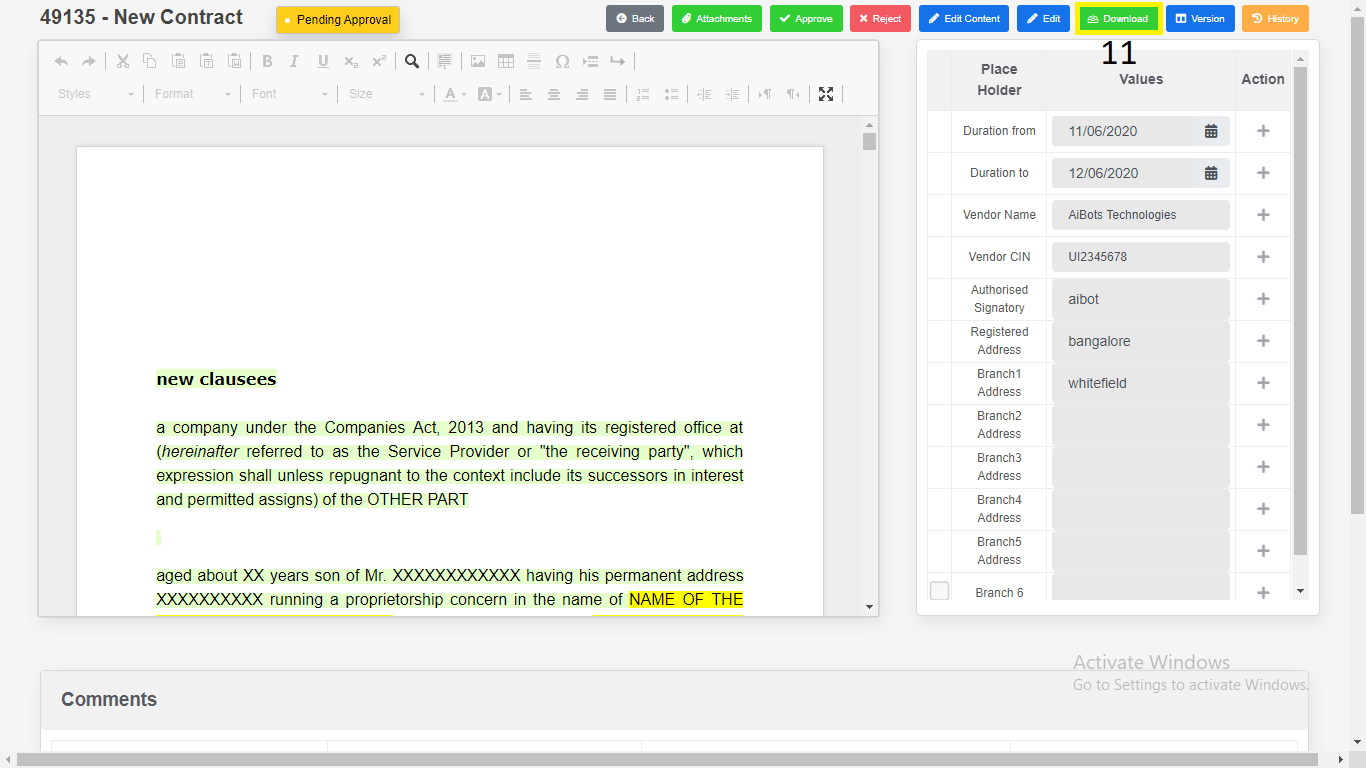 49135 - New Contract
Pending Approval
Back
Attachments
Approve
Reject
Edit Content
Edit
Download
Version
History
11
B I U x₂ xˣ Ω
Styles
Format
Font
Size
A
A
new clausees
a company under the Companies Act, 2013 and having its registered office at
(hereinafter referred to as the Service Provider or "the receiving party", which
expression shall unless repugnant to the context include its successors in interest
and permitted assigns) of the OTHER PART
aged about XX years son of Mr. XXXXXXXXXXXX having his permanent address
XXXXXXXXXX running a proprietorship concern in the name of NAME OF THE
Place
Holder
Values
Action
Duration from
11/06/2020
Duration to
12/06/2020
Vendor Name
AiBots Technologies
Vendor CIN
UI2345678
Authorised
Signatory
aibot
Registered
Address
bangalore
Branch1
Address
whitefield
Branch2
Address
Branch3
Address
Branch4
Address
Branch5
Address
Branch 6
Activate Windows
Go to Settings to activate Windows.
Comments